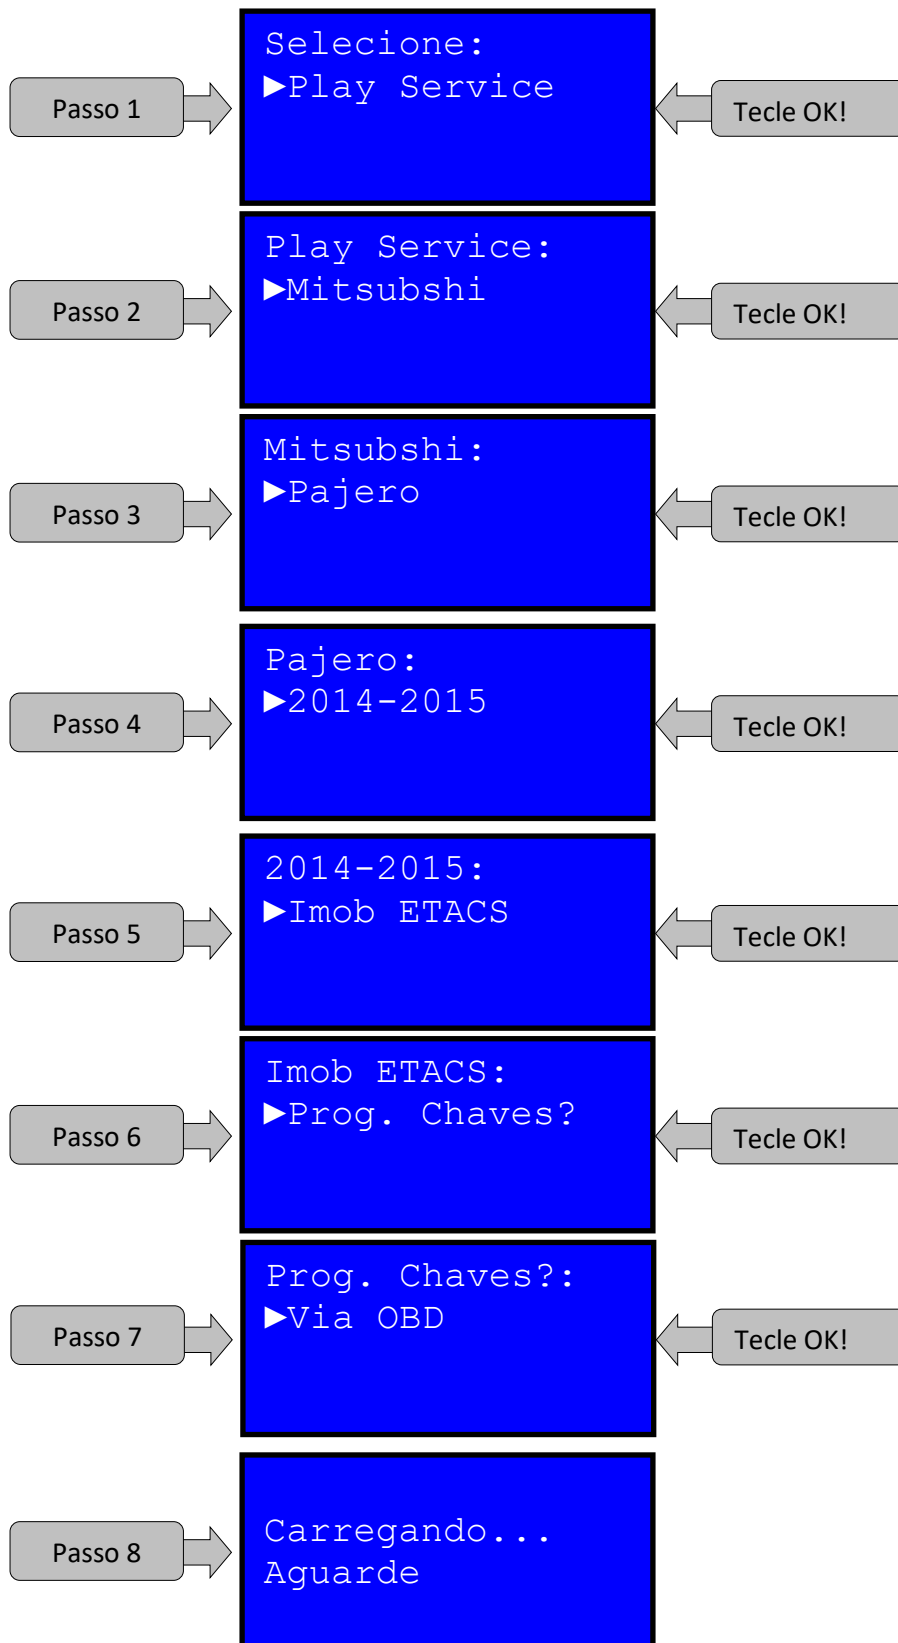 Selecione:
►Play Service
Passo 1
Tecle OK!
Play Service:
►Mitsubshi
Passo 2
Tecle OK!
Mitsubshi:
►Pajero
Passo 3
Tecle OK!
Pajero:
►2014-2015
Passo 4
Tecle OK!
2014-2015:
►Imob ETACS
Passo 5
Tecle OK!
Imob ETACS:
►Prog. Chaves?
Passo 6
Tecle OK!
Prog. Chaves?:
►Via OBD
Passo 7
Tecle OK!
Carregando...
Aguarde
Passo 8